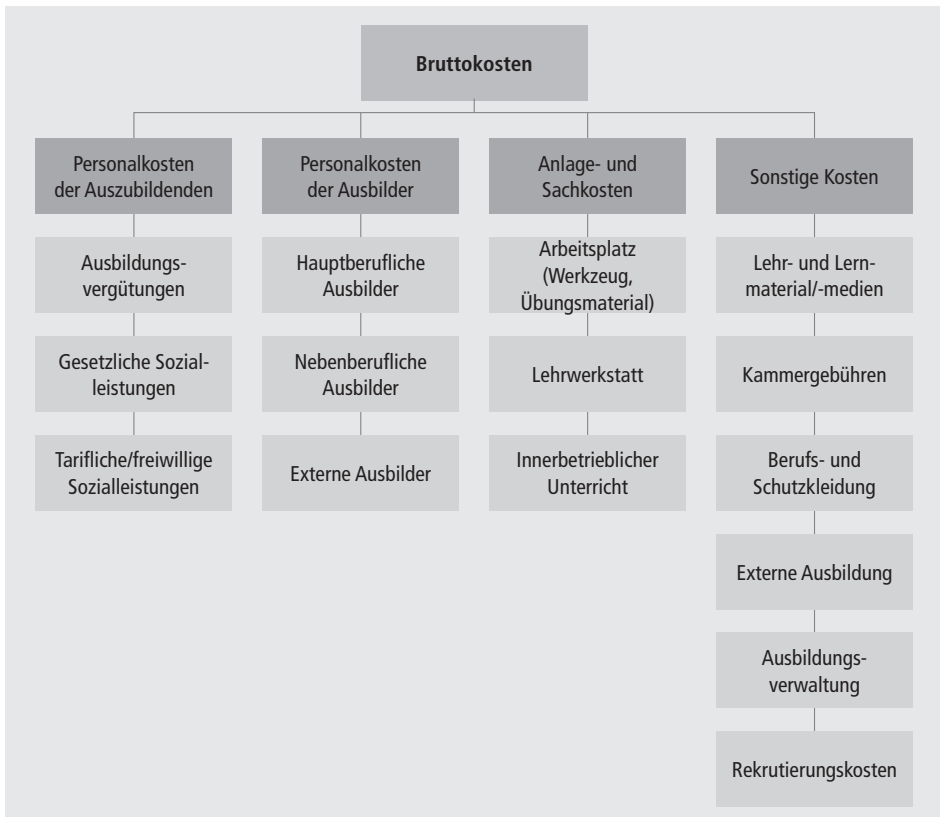 Bruttokosten
Personalkosten
der Auszubildenden
Ausbildungs-
vergütungen
Gesetzliche Sozial-
leistungen
Tarifliche/freiwillige
Sozialleistungen
Personalkosten
der Ausbilder
Hauptberufliche
Ausbilder
Nebenberufliche
Ausbilder
Externe Ausbilder
Anlage- und
Sachkosten
Arbeitsplatz
(Werkzeug,
Übungsmaterial)
Lehrwerkstatt
Innerbetrieblicher
Unterricht
Sonstige Kosten
Lehr- und Lern-
material/-medien
Kammergebühren
Berufs- und
Schutzkleidung
Externe Ausbildung
Ausbildungs-
verwaltung
Rekrutierungskosten